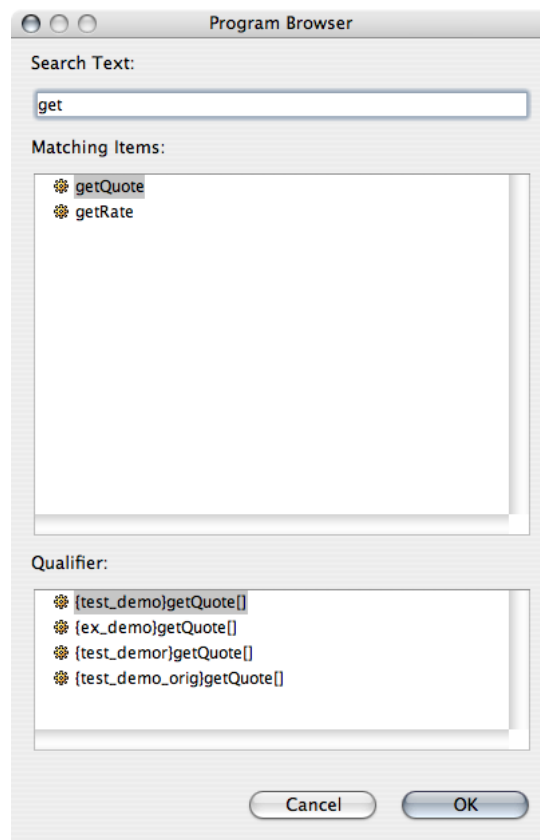 Program Browser
Search Text:
get
Matching Items:
getQuote
getRate
Qualifier:
{test_demo}getQuote[]
{ex_demo}getQuote[]
{test_demor}getQuote[]
{test_demo_orig}getQuote[]
Cancel OK